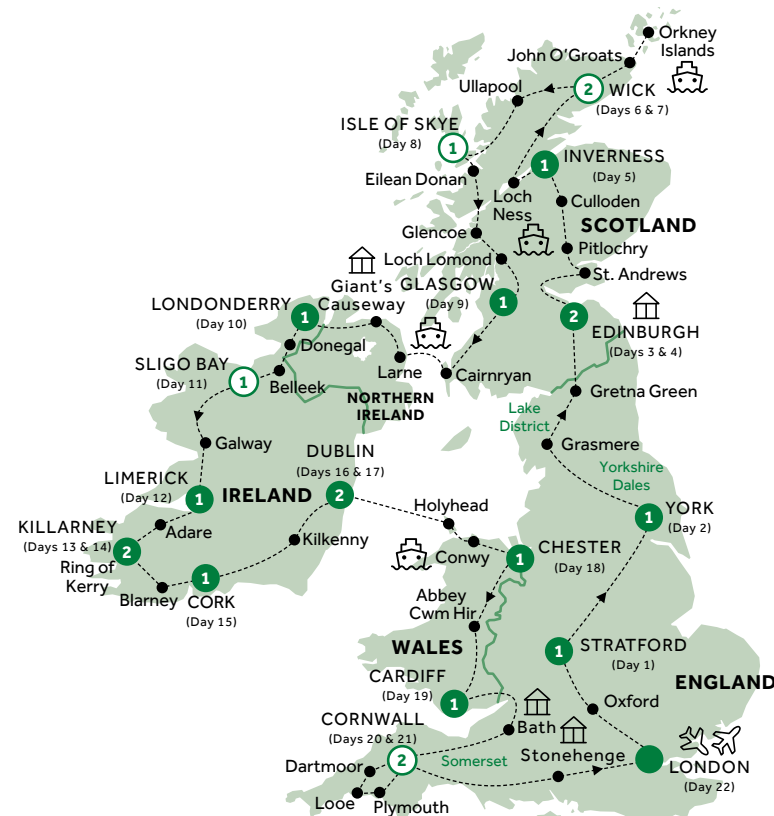 Orkney
Islands
John O'Groats
2
WICK
(Days 6 & 7)
Ullapool
ISLE OF SKYE
(Day 8)
1
Eilean Donan
1
INVERNESS
(Day 5)
Loch
Ness
Culloden
SCOTLAND
Pitlochry
Glencoe
Loch Lomond
St. Andrews
GLASGOW
(Day 9)
1
2
EDINBURGH
(Days 3 & 4)
Giant's
Causeway
LONDONDERRY
(Day 10)
1
Donegal
SLIGO BAY
(Day 11)
1
Belleek
Larne
Cairnryan
NORTHERN
IRELAND
Gretna Green
Lake
District
Grasmere
Yorkshire
Dales
Galway
DUBLIN
(Days 16 & 17)
2
LIMERICK
(Day 12)
1
IRELAND
YORK
(Day 2)
1
Holyhead
KILLARNEY
(Days 13 & 14)
2
Adare
Kilkenny
Ring of
Kerry
Conwy
1
CHESTER
(Day 18)
Blarney
1
CORK
(Day 15)
Abbey
Cwm Hir
WALES
1
STRATFORD
(Day 1)
CARDIFF
(Day 19)
1
ENGLAND
Oxford
CORNWALL
(Days 20 & 21)
2
Bath
Stonehenge
Somerset
LONDON
(Day 22)
Dartmoor
Looe
Plymouth